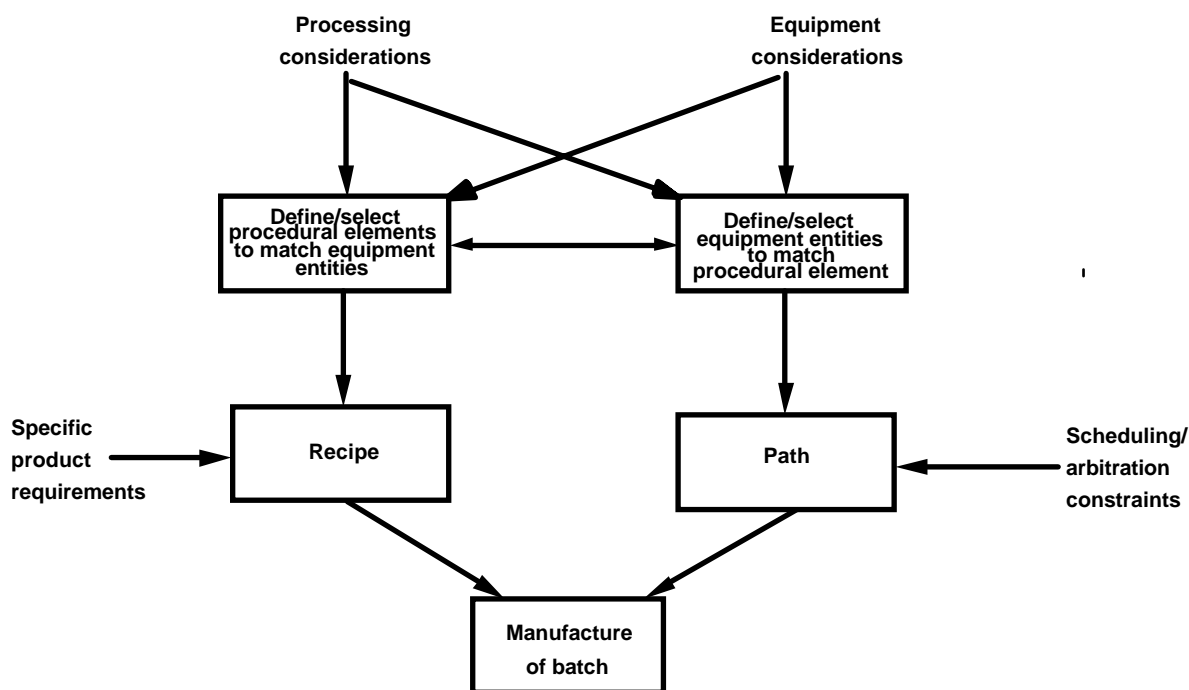 Processing
considerations
Equipment
considerations
Define/select
procedural elements
to match equipment
entities
Define/select
equipment entities
to match
procedural element
Specific
product
requirements
Recipe
Path
Scheduling/
arbitration
constraints
Manufacture
of batch